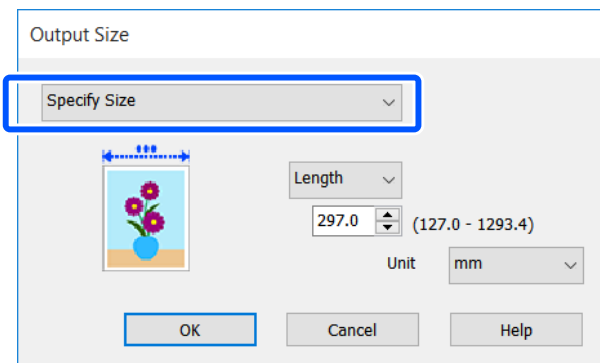 Output Size
Specify Size
Length
297.0 (127.0 - 1293.4)
Unit mm
OK Cancel Help